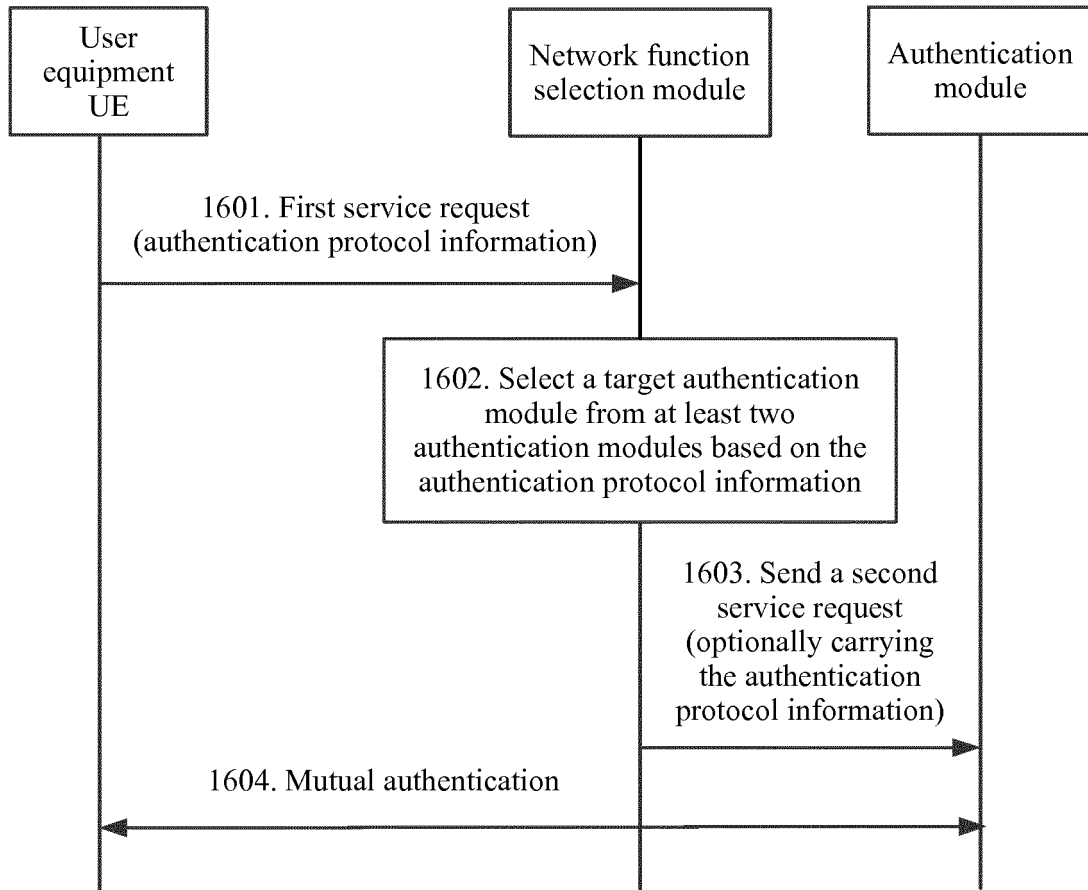 User
equipment
UE
Network function
selection module
Authentication
module
1601. First service request
(authentication protocol information)
1602. Select a target authentication
module from at least two
authentication modules based on the
authentication protocol information
1603. Send a second
service request
(optionally carrying
the authentication
protocol information)
1604. Mutual authentication